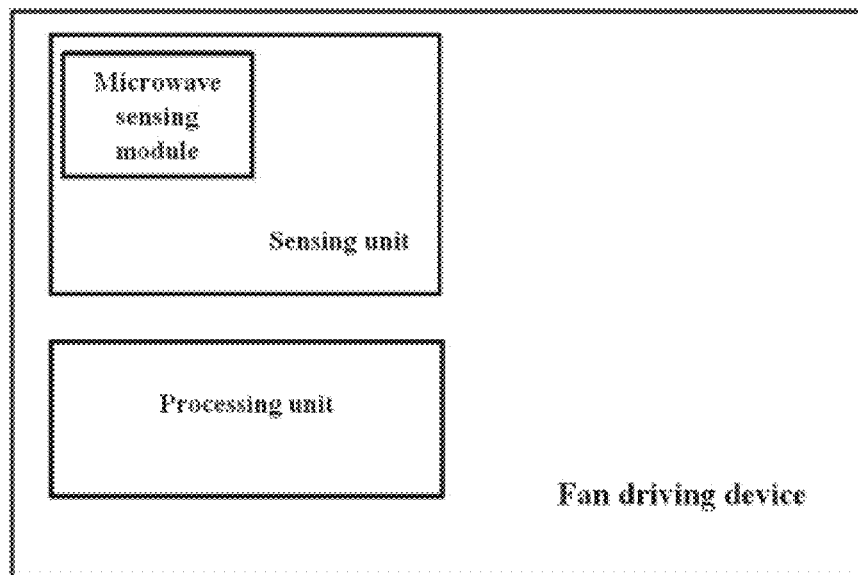 Microwave
sensing
module
Sensing unit
Processing unit
Fan driving device